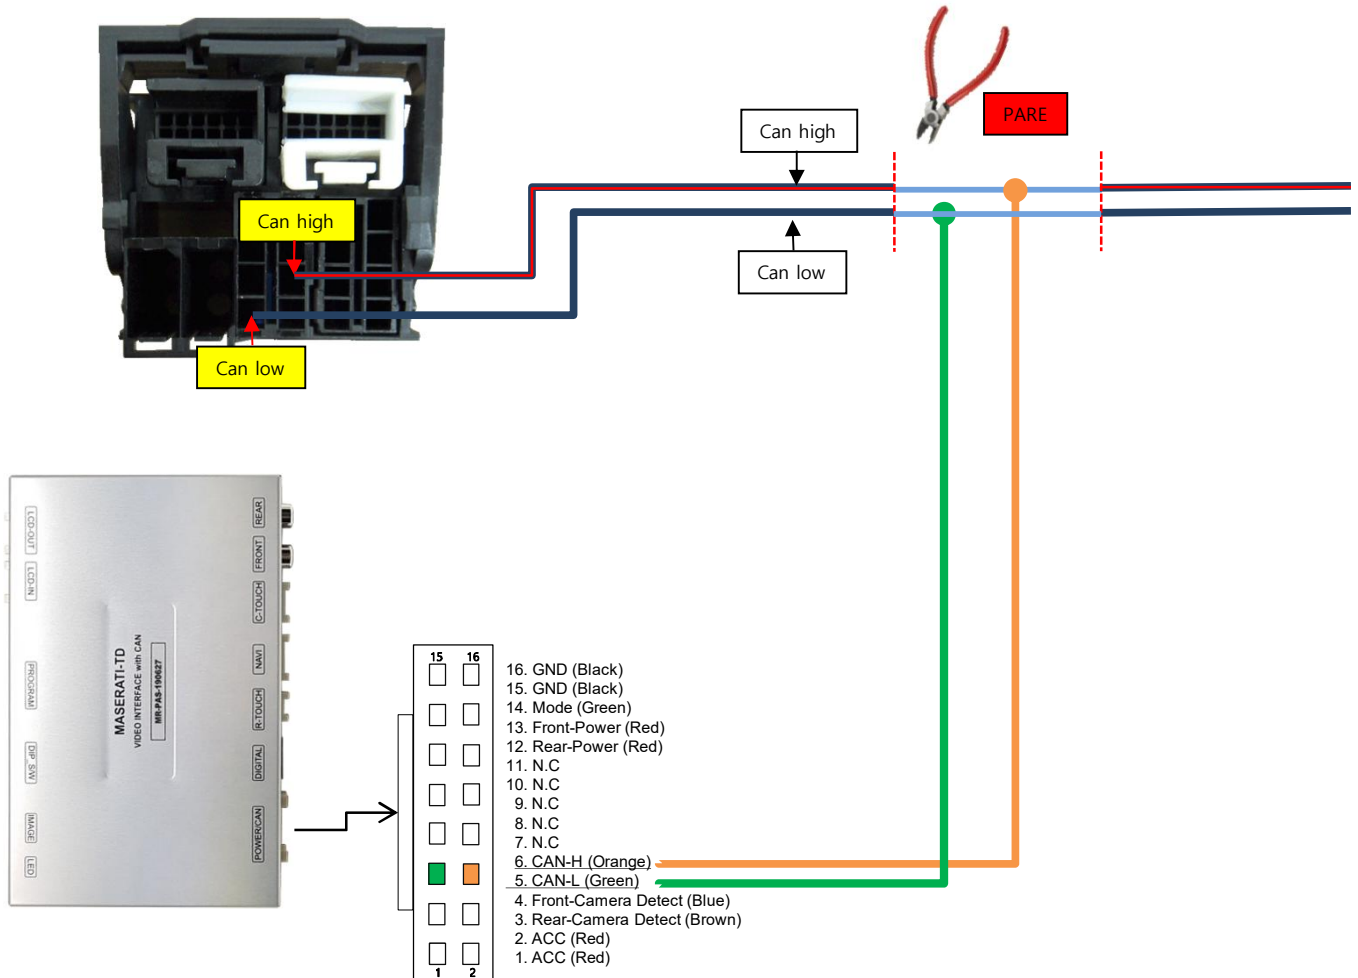 PARE
Can high
Can high
Can low
Can low
LCD-OUT
LCD-IN
PROGRAM
DIP_S/W
IMAGE
LED
MASERATI-TD
VIDEO INTERFACE with CAN
MR-PAS-190627
REAR
FRONT
C-TOUCH
NAVI
R-TOUCH
DIGITAL
POWER/CAN
15 16
16. GND (Black)
15. GND (Black)
14. Mode (Green)
13. Front-Power (Red)
12. Rear-Power (Red)
11. N.C
10. N.C
9. N.C
8. N.C
7. N.C
6. CAN-H (Orange)
5. CAN-L (Green)
4. Front-Camera Detect (Blue)
3. Rear-Camera Detect (Brown)
2. ACC (Red)
1. ACC (Red)
1 2